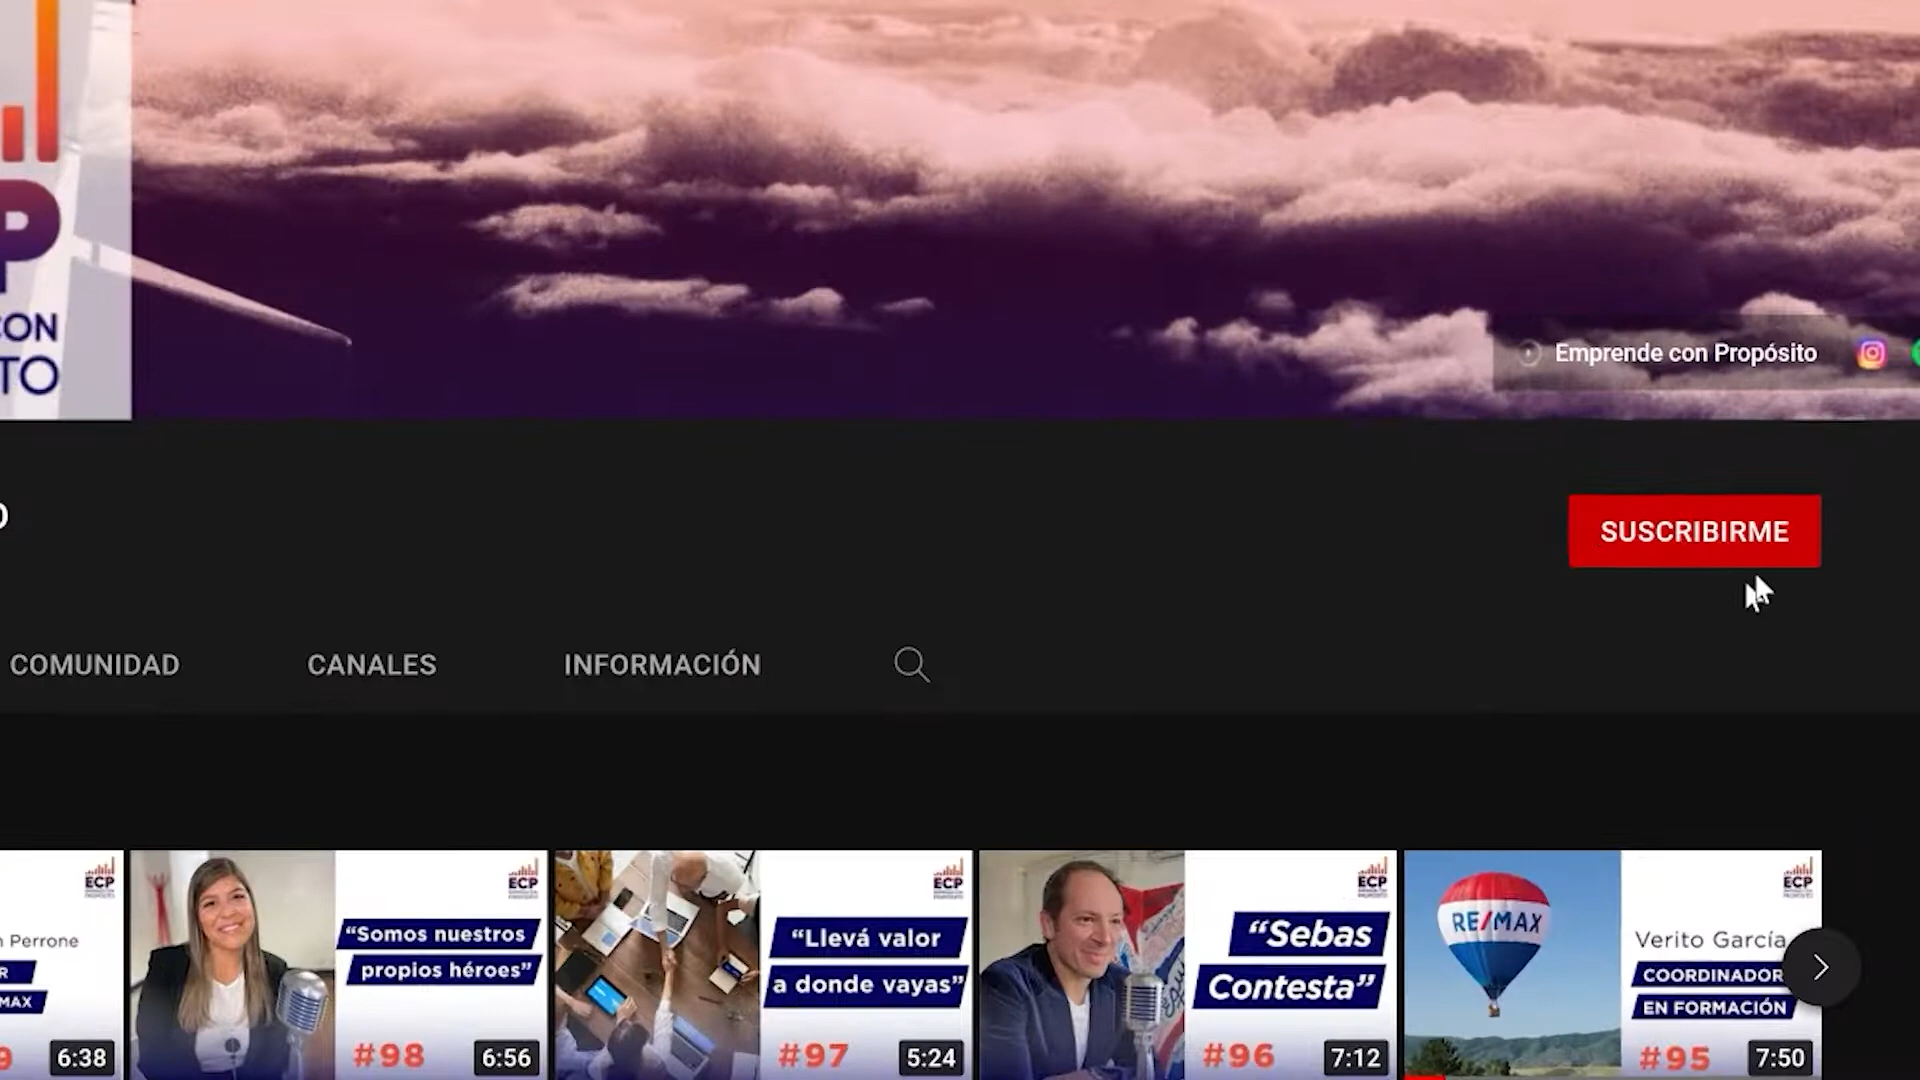 P
CON
TO
Emprende con Propósito
O
SUSCRIBIRME
COMUNIDAD
CANALES
INFORMACIÓN
ECP
n Perrone
R
MAX
9
6:38
ECP
“Somos nuestros
propios héroes”
#98
6:56
ECP
“Llevá valor
a donde vayas”
#97
5:24
ECP
“Sebas
Contesta”
#96
7:12
RE/MAX
ECP
Verito García
COORDINADOR
EN FORMACIÓN
#95
7:50